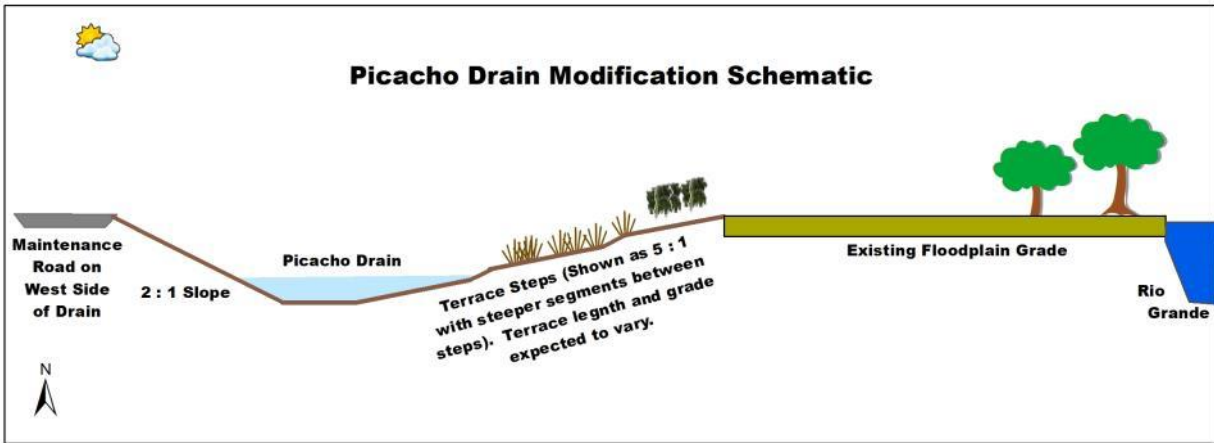 Picacho Drain Modification Schematic
Maintenance
Road on
West Side
of Drain
2 : 1 Slope
Picacho Drain
Terrace Steps (Shown as 5 : 1
with steeper segments between
steps). Terrace legnth and grade
expected to vary.
Existing Floodplain Grade
Rio
Grande
N